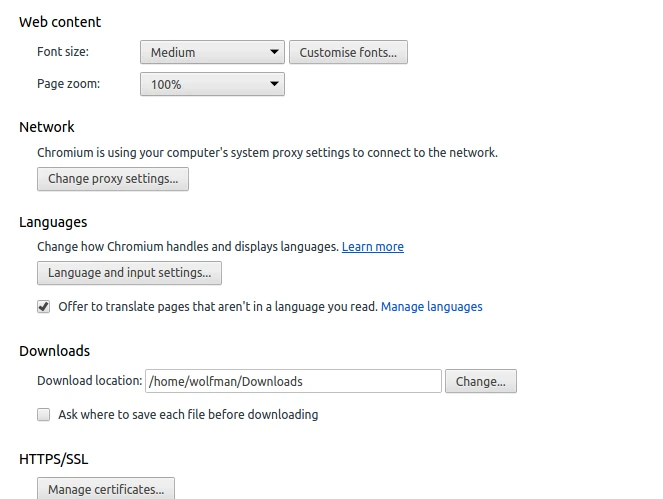 Web content
Font size: Medium Customise fonts...
Page zoom: 100%
Network
Chromium is using your computer's system proxy settings to connect to the network.
Change proxy settings...
Languages
Change how Chromium handles and displays languages. Learn more
Language and input settings...
Offer to translate pages that aren't in a language you read. Manage languages
Downloads
Download location: /home/wolfman/Downloads Change...
Ask where to save each file before downloading
HTTPS/SSL
Manage certificates...